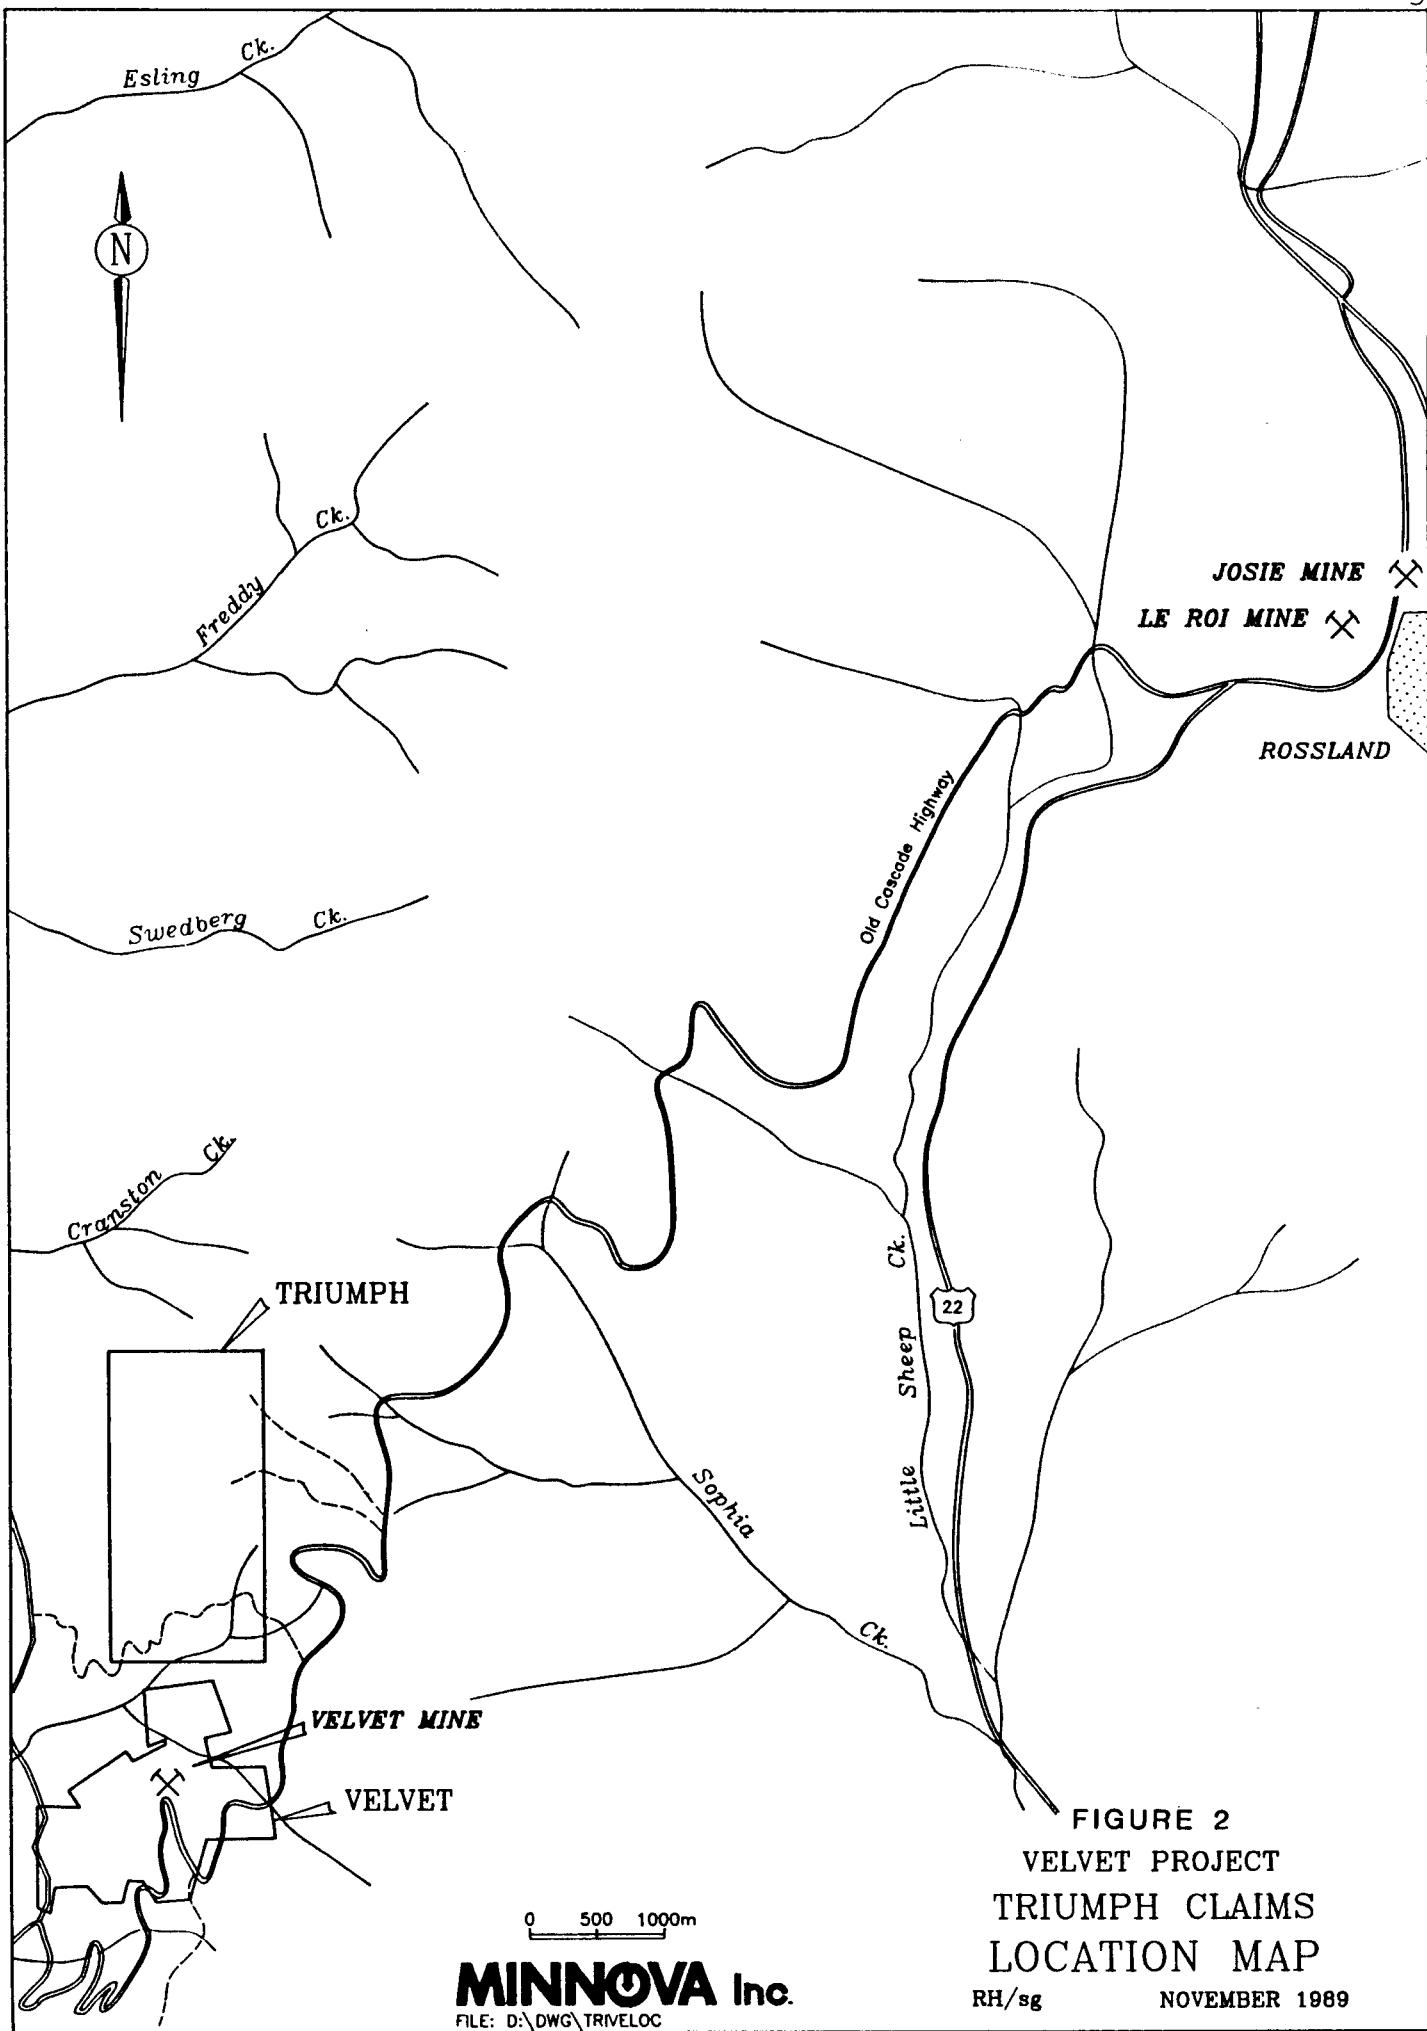 Esling Ck.
N
Freddy Ck.
JOSIE MINE
LE ROI MINE
ROSSLAND
Old Cascade Highway
Swedberg Ck.
Cranston Ck.
TRIUMPH
Little Sheep Ck.
22
Sophia Ck.
VELVET MINE
VELVET
FIGURE 2
VELVET PROJECT
TRIUMPH CLAIMS
LOCATION MAP
RH/sg NOVEMBER 1989
0 500 1000m
MINNOVA Inc.
FILE: D:\DWG\TRIVELOC